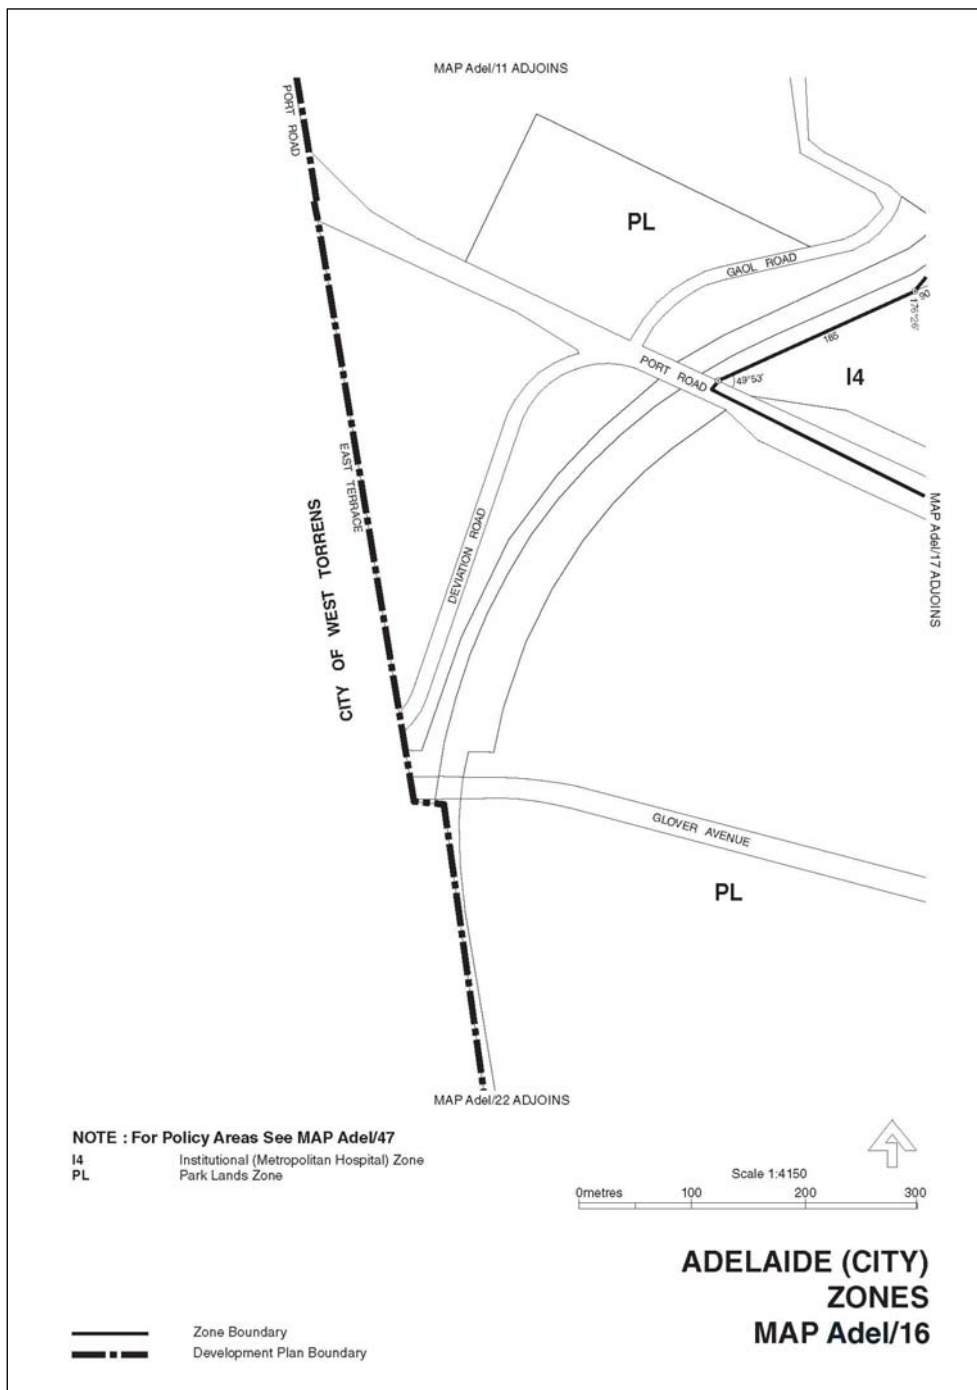 MAP Adel/11 ADJOINS
PORT ROAD
PL
GAOL ROAD
90
176°26'
185
I4
PORT ROAD
49°53'
EAST TERRACE
MAP Adel/17 ADJOINS
DEVIATION ROAD
CITY OF WEST TORRENS
GLOVER AVENUE
PL
MAP Adel/22 ADJOINS
NOTE : For Policy Areas See MAP Adel/47
I4 Institutional (Metropolitan Hospital) Zone
PL Park Lands Zone
Scale 1:4150
0metres 100 200 300
ADELAIDE (CITY)
ZONES
MAP Adel/16
Zone Boundary
Development Plan Boundary